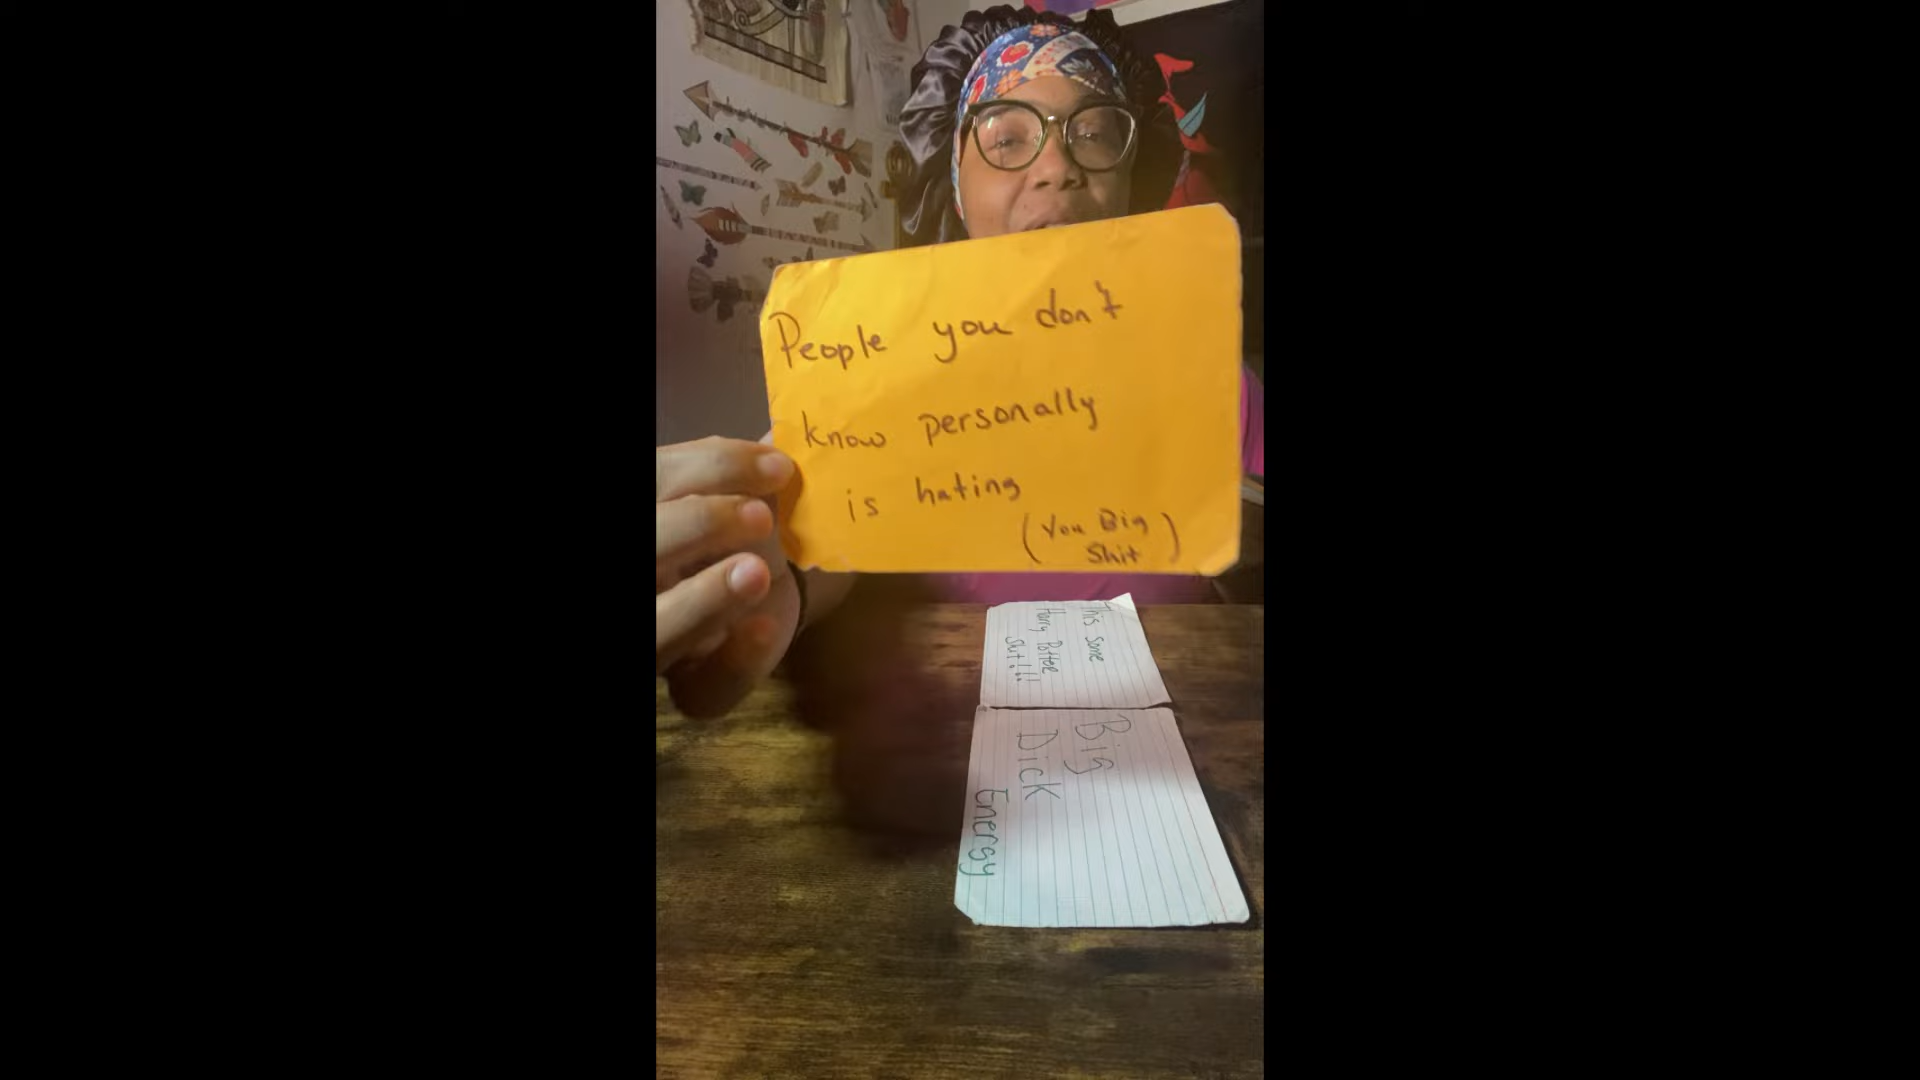 People you don't
know personally
is hating
(You Big
Shit)
This some
Harry Potter
Shit!!!
Big
Dick
Energy